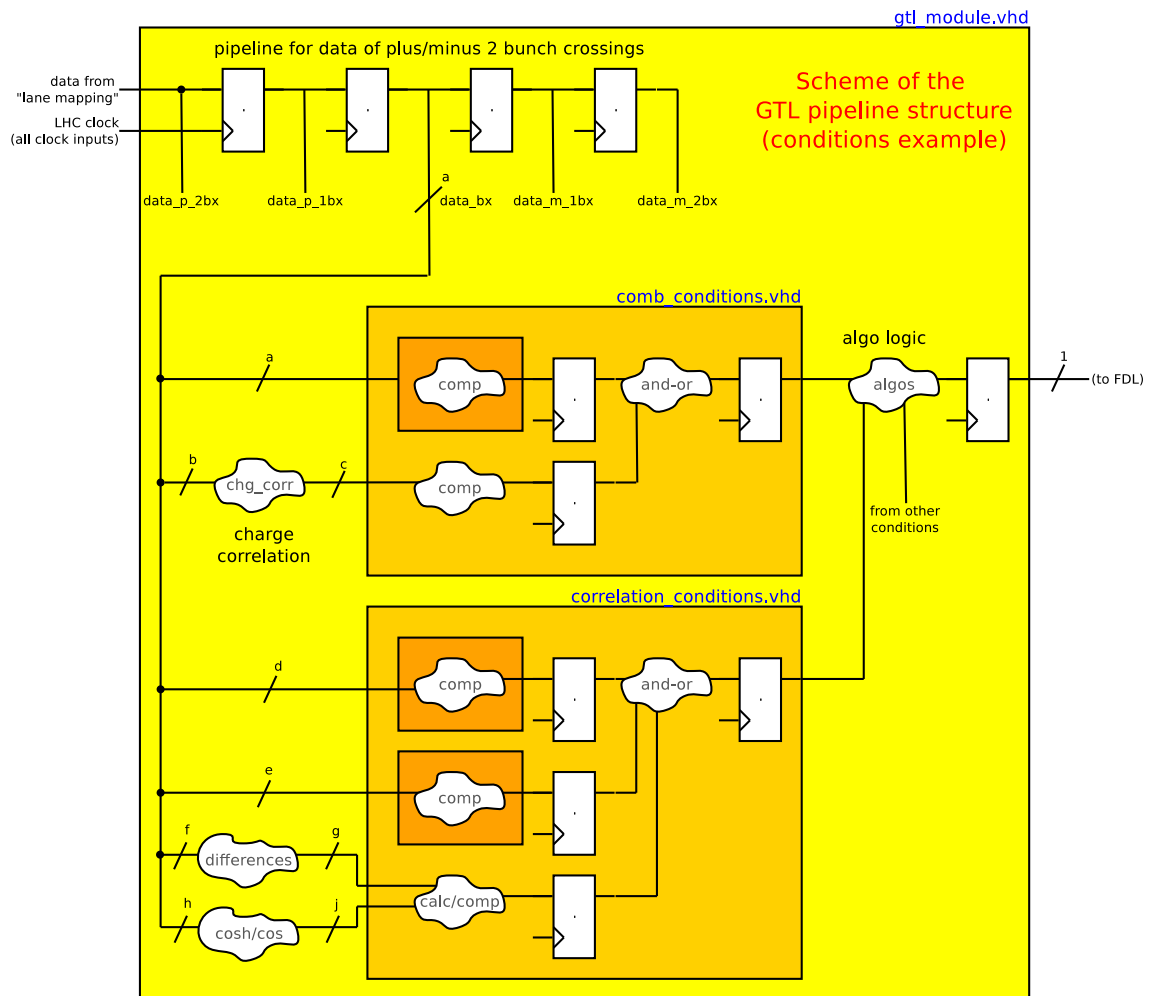 gtl_module.vhd
pipeline for data of plus/minus 2 bunch crossings
data from
"lane mapping"
LHC clock
(all clock inputs)
Scheme of the
GTL pipeline structure
(conditions example)
a
data_p_2bx
data_p_1bx
data_bx
data_m_1bx
data_m_2bx
comb_conditions.vhd
algo logic
a
comp
and-or
algos
1
(to FDL)
b
chg_corr
c
comp
charge
correlation
from other
conditions
correlation_conditions.vhd
d
comp
and-or
e
comp
f
differences
g
calc/comp
h
cosh/cos
j